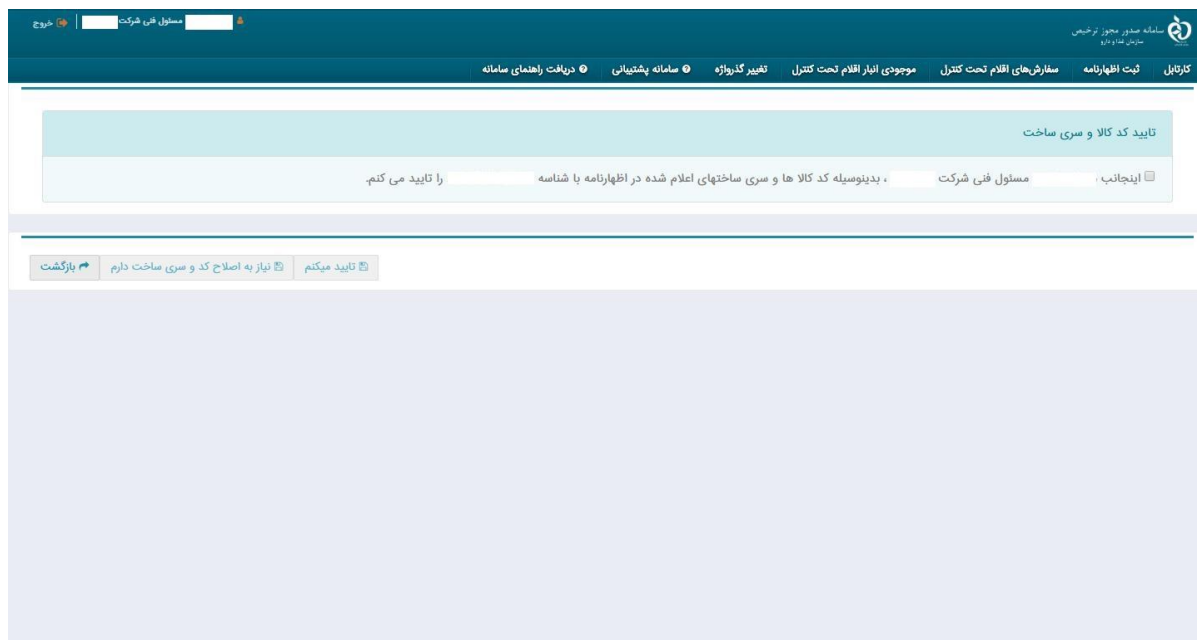 سامانه صدور مجوز ترخیص
سازمان غذا و دارو
مسئول فنی شرکت
خروج
کارتابل ثبت اظهارنامه سفارش‌های اقلام تحت کنترل موجودی انبار اقلام تحت کنترل تغییر گذرواژه سامانه پشتیبانی دریافت راهنمای سامانه
تایید کد کالا و سری ساخت
اینجانب ، مسئول فنی شرکت ، بدینوسیله کد کالا ها و سری ساختهای اعلام شده در اظهارنامه با شناسه را تایید می کنم.
تایید میکنم نیاز به اصلاح کد و سری ساخت دارم بازگشت